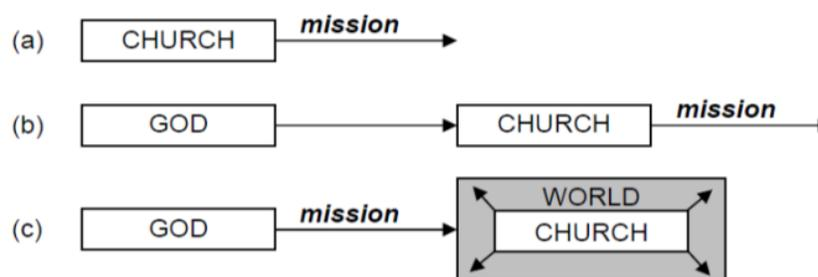 (a) CHURCH mission
(b) GOD CHURCH mission
(c) GOD mission WORLD
CHURCH